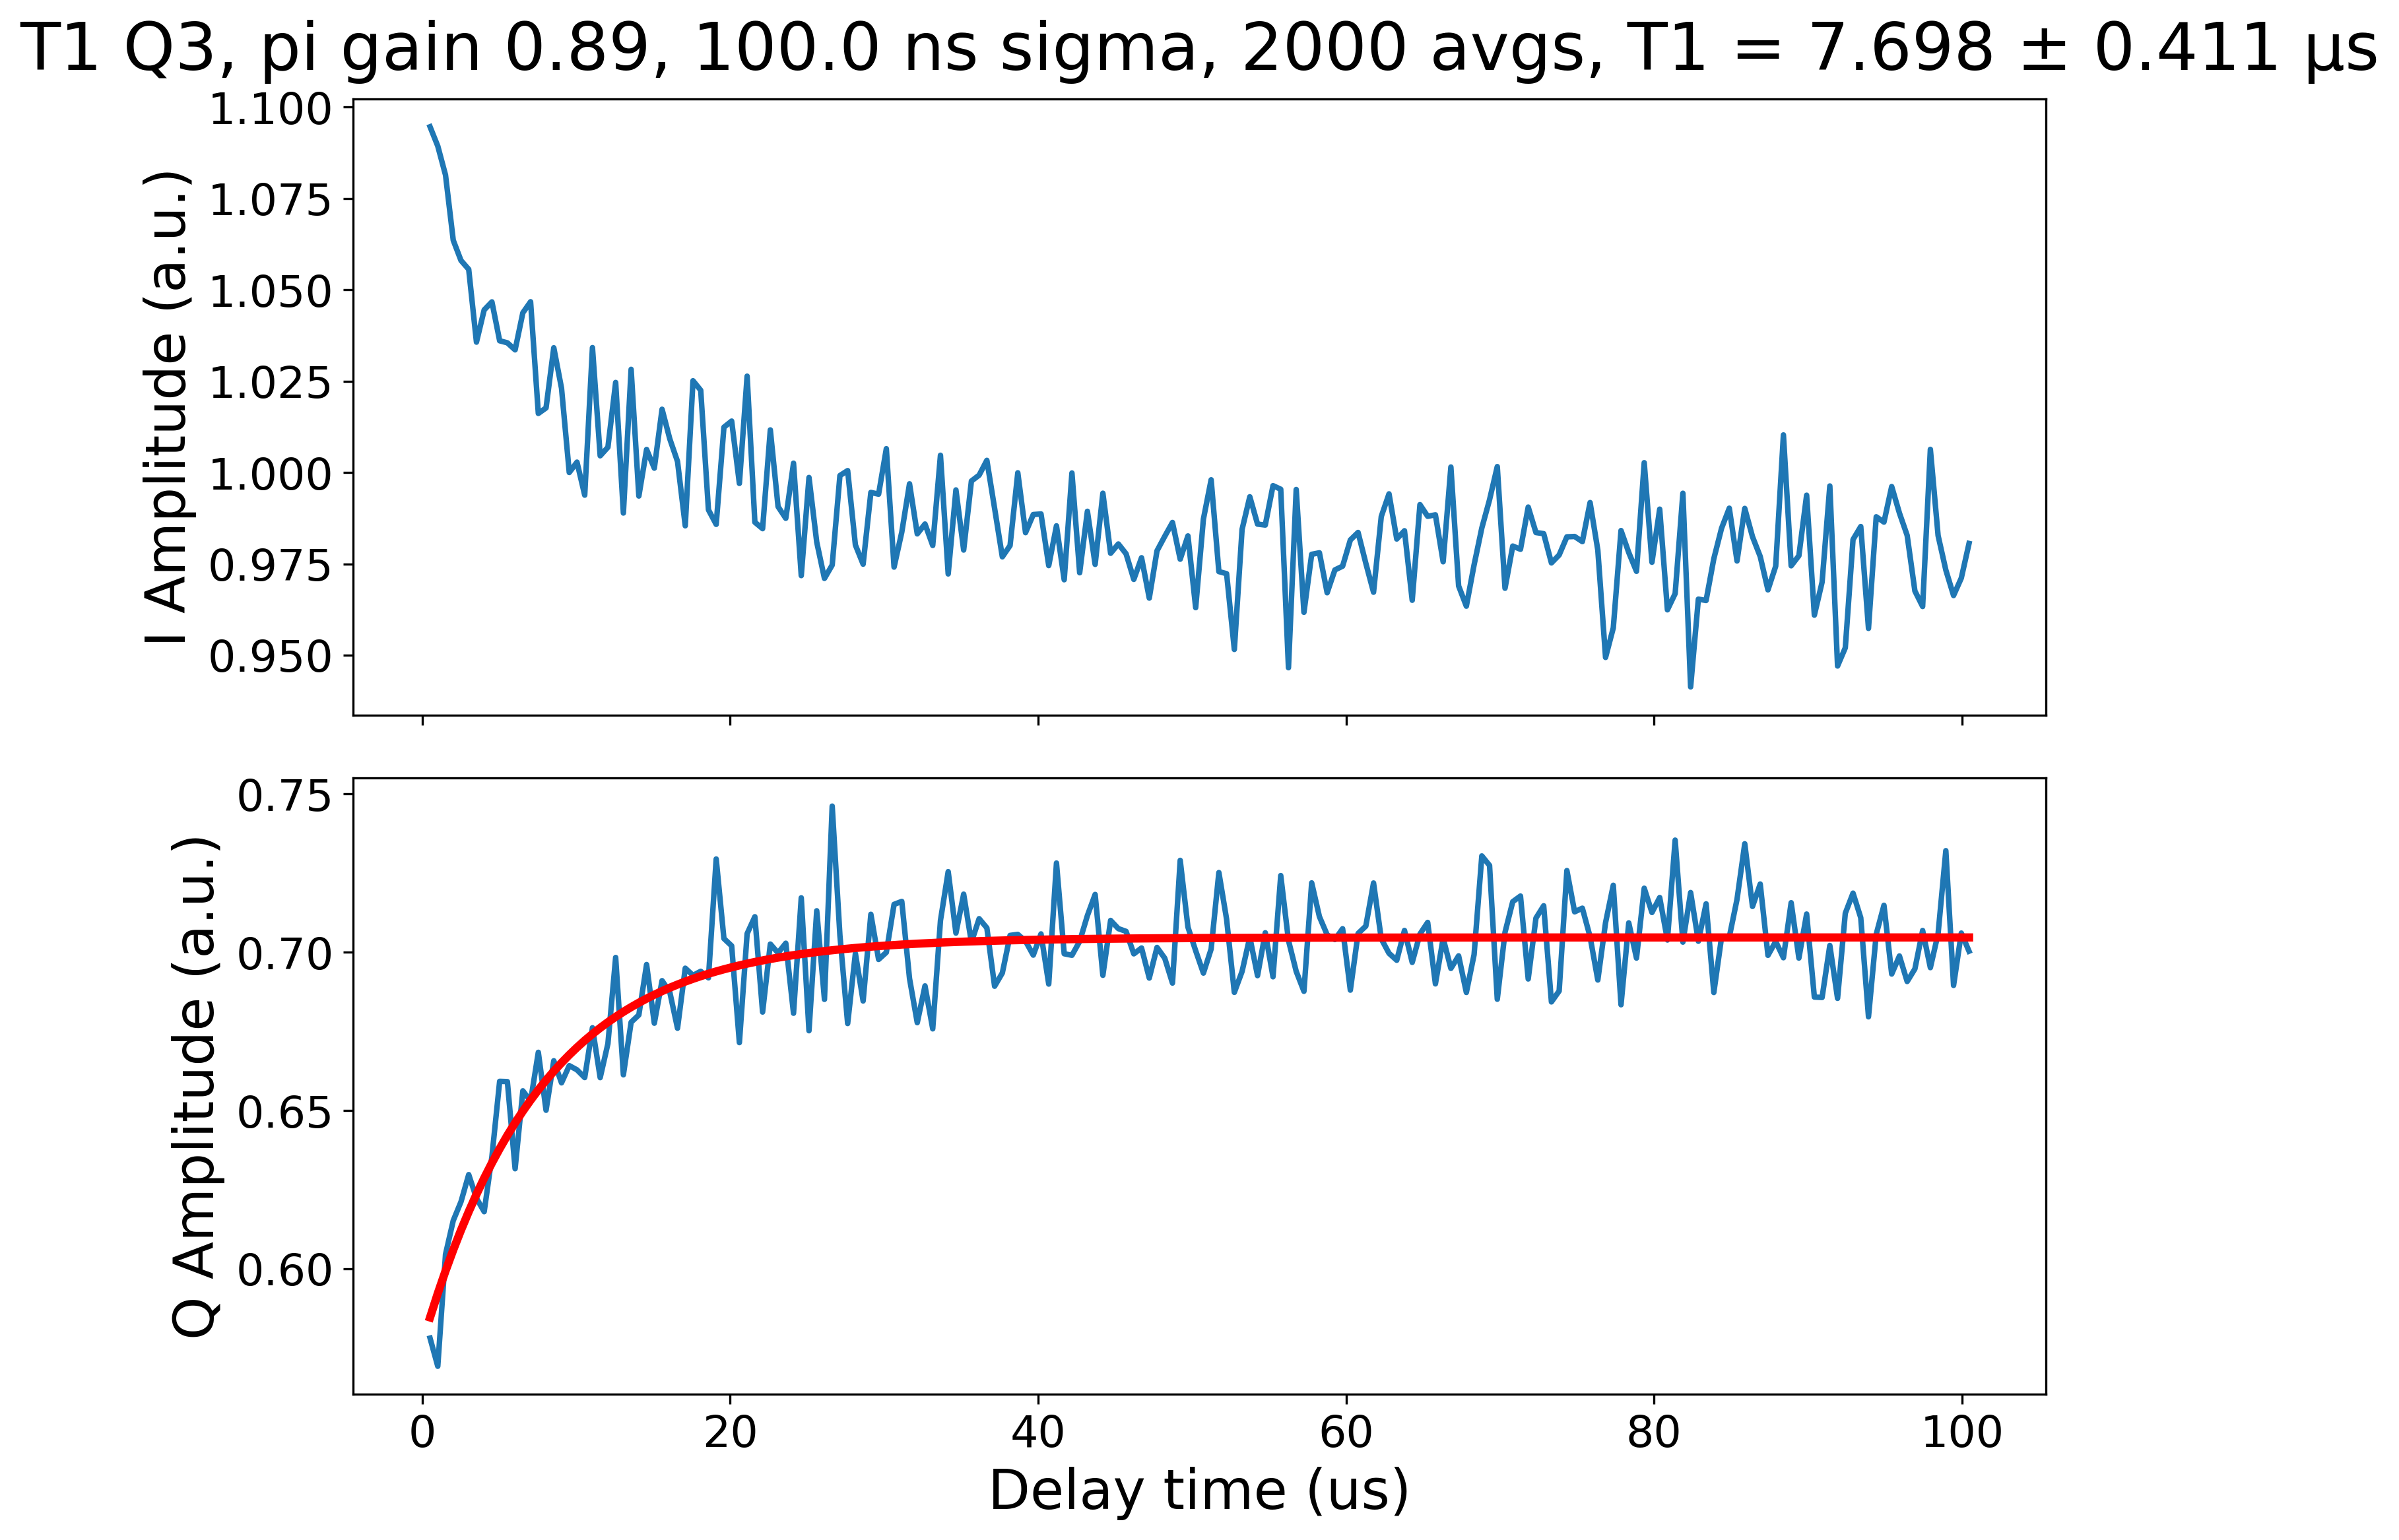 T1 Q3, pi gain 0.89, 100.0 ns sigma, 2000 avgs, T1 = 7.698 ± 0.411 µs
1.100
1.075
1.050
1.025
1.000
0.975
0.950
I Amplitude (a.u.)
0.75
0.70
0.65
0.60
Q Amplitude (a.u.)
0 20 40 60 80 100
Delay time (us)